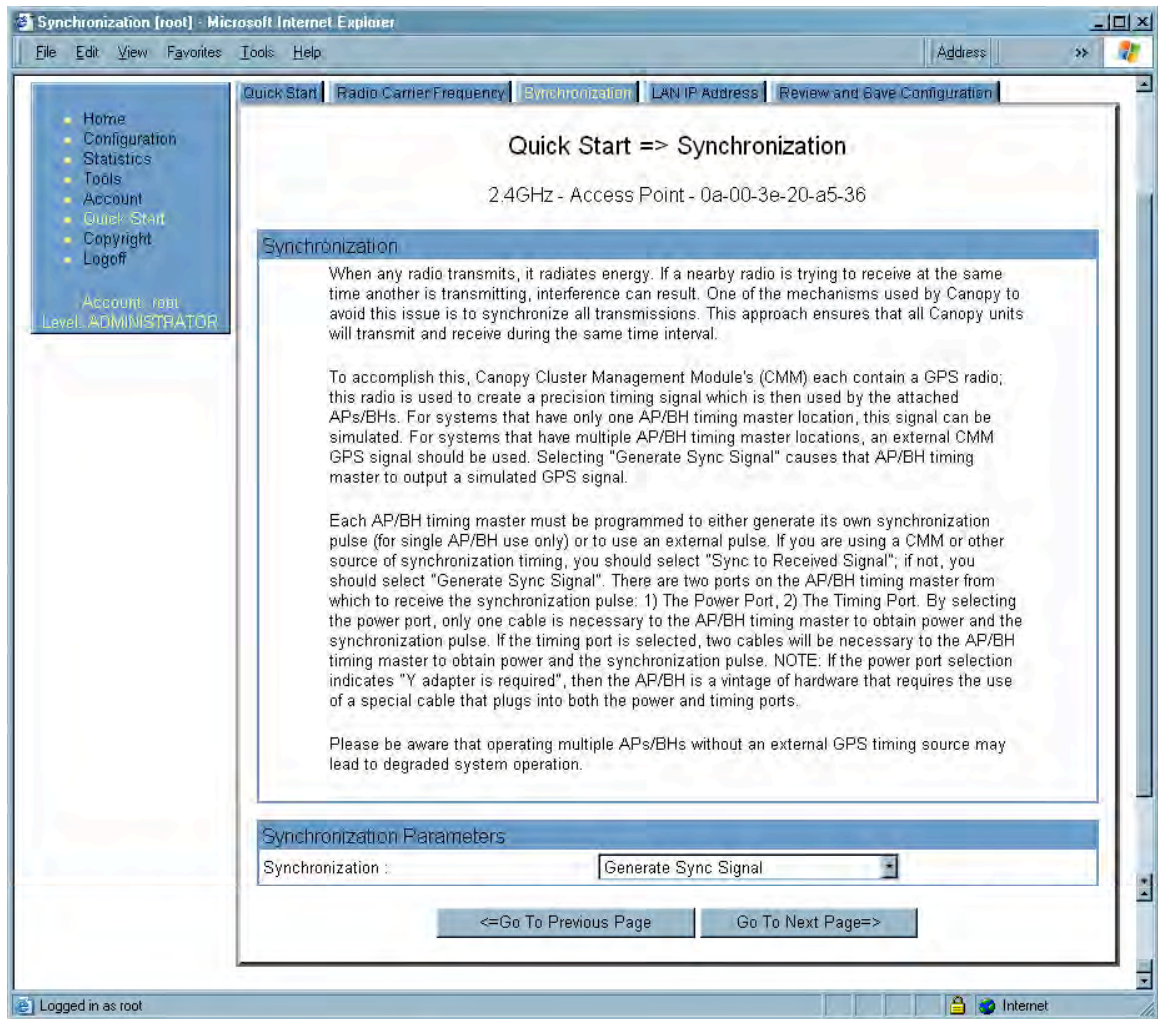 Synchronization [root] - Microsoft Internet Explorer
File Edit View Favorites Tools Help
Address »
Home
Configuration
Statistics
Tools
Account
Quick Start
Copyright
Logoff
Account: root
Level: ADMINISTRATOR
Quick Start Radio Carrier Frequency Synchronization LAN IP Address Review and Save Configuration
Quick Start => Synchronization
2.4GHz - Access Point - 0a-00-3e-20-a5-36
Synchronization
When any radio transmits, it radiates energy. If a nearby radio is trying to receive at the same
time another is transmitting, interference can result. One of the mechanisms used by Canopy to
avoid this issue is to synchronize all transmissions. This approach ensures that all Canopy units
will transmit and receive during the same time interval.
To accomplish this, Canopy Cluster Management Module's (CMM) each contain a GPS radio;
this radio is used to create a precision timing signal which is then used by the attached
APs/BHs. For systems that have only one AP/BH timing master location, this signal can be
simulated. For systems that have multiple AP/BH timing master locations, an external CMM
GPS signal should be used. Selecting "Generate Sync Signal" causes that AP/BH timing
master to output a simulated GPS signal.
Each AP/BH timing master must be programmed to either generate its own synchronization
pulse (for single AP/BH use only) or to use an external pulse. If you are using a CMM or other
source of synchronization timing, you should select "Sync to Received Signal"; if not, you
should select "Generate Sync Signal". There are two ports on the AP/BH timing master from
which to receive the synchronization pulse: 1) The Power Port, 2) The Timing Port. By selecting
the power port, only one cable is necessary to the AP/BH timing master to obtain power and the
synchronization pulse. If the timing port is selected, two cables will be necessary to the AP/BH
timing master to obtain power and the synchronization pulse. NOTE: If the power port selection
indicates "Y adapter is required", then the AP/BH is a vintage of hardware that requires the use
of a special cable that plugs into both the power and timing ports.
Please be aware that operating multiple APs/BHs without an external GPS timing source may
lead to degraded system operation.
Synchronization Parameters
Synchronization : Generate Sync Signal
<=Go To Previous Page Go To Next Page=>
Logged in as root Internet